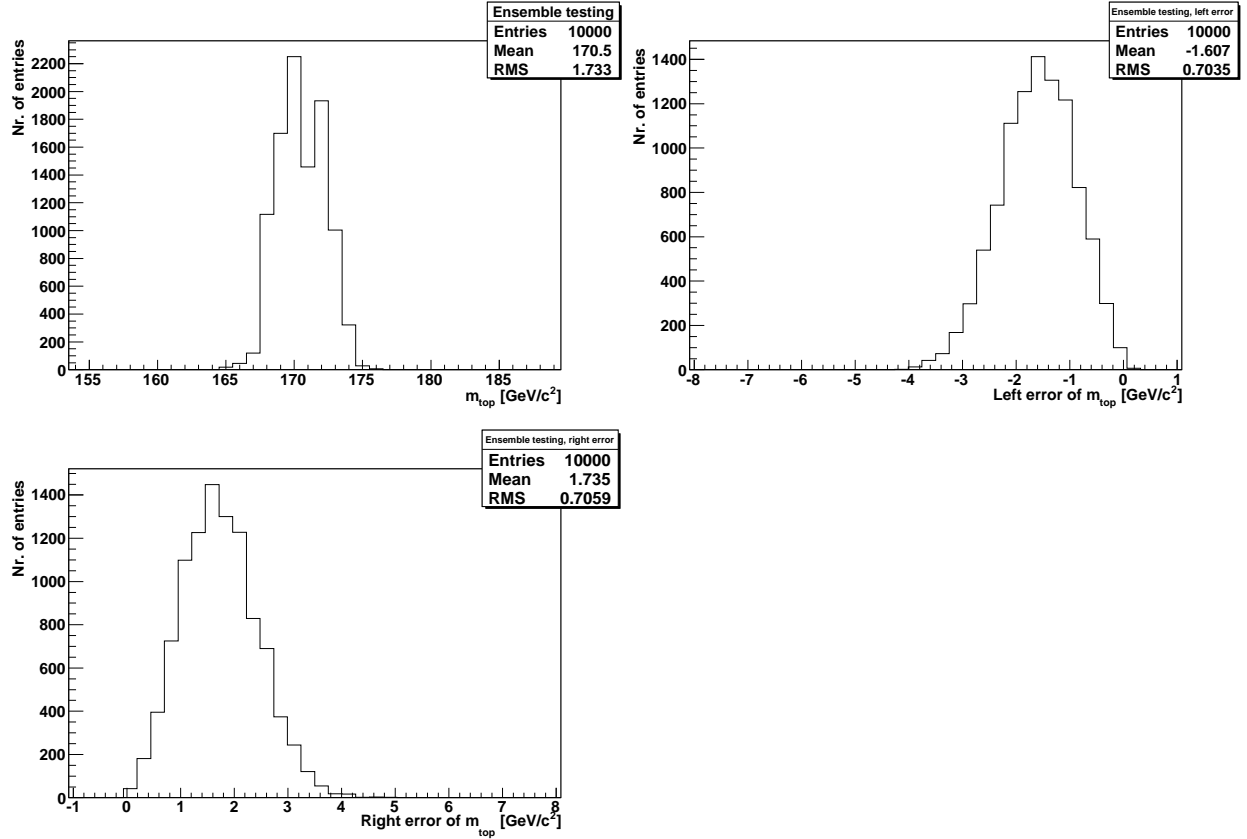 Ensemble testing
Entries 10000
Mean 170.5
RMS 1.733
Nr. of entries
2200
2000
1800
1600
1400
1200
1000
800
600
400
200
0
155 160 165 170 175 180 185
m_top [GeV/c²]
Ensemble testing, left error
Entries 10000
Mean -1.607
RMS 0.7035
Nr. of entries
1400
1200
1000
800
600
400
200
0
-8 -7 -6 -5 -4 -3 -2 -1 0 1
Left error of m_top [GeV/c²]
Ensemble testing, right error
Entries 10000
Mean 1.735
RMS 0.7059
Nr. of entries
1400
1200
1000
800
600
400
200
0
-1 0 1 2 3 4 5 6 7 8
Right error of m_top [GeV/c²]